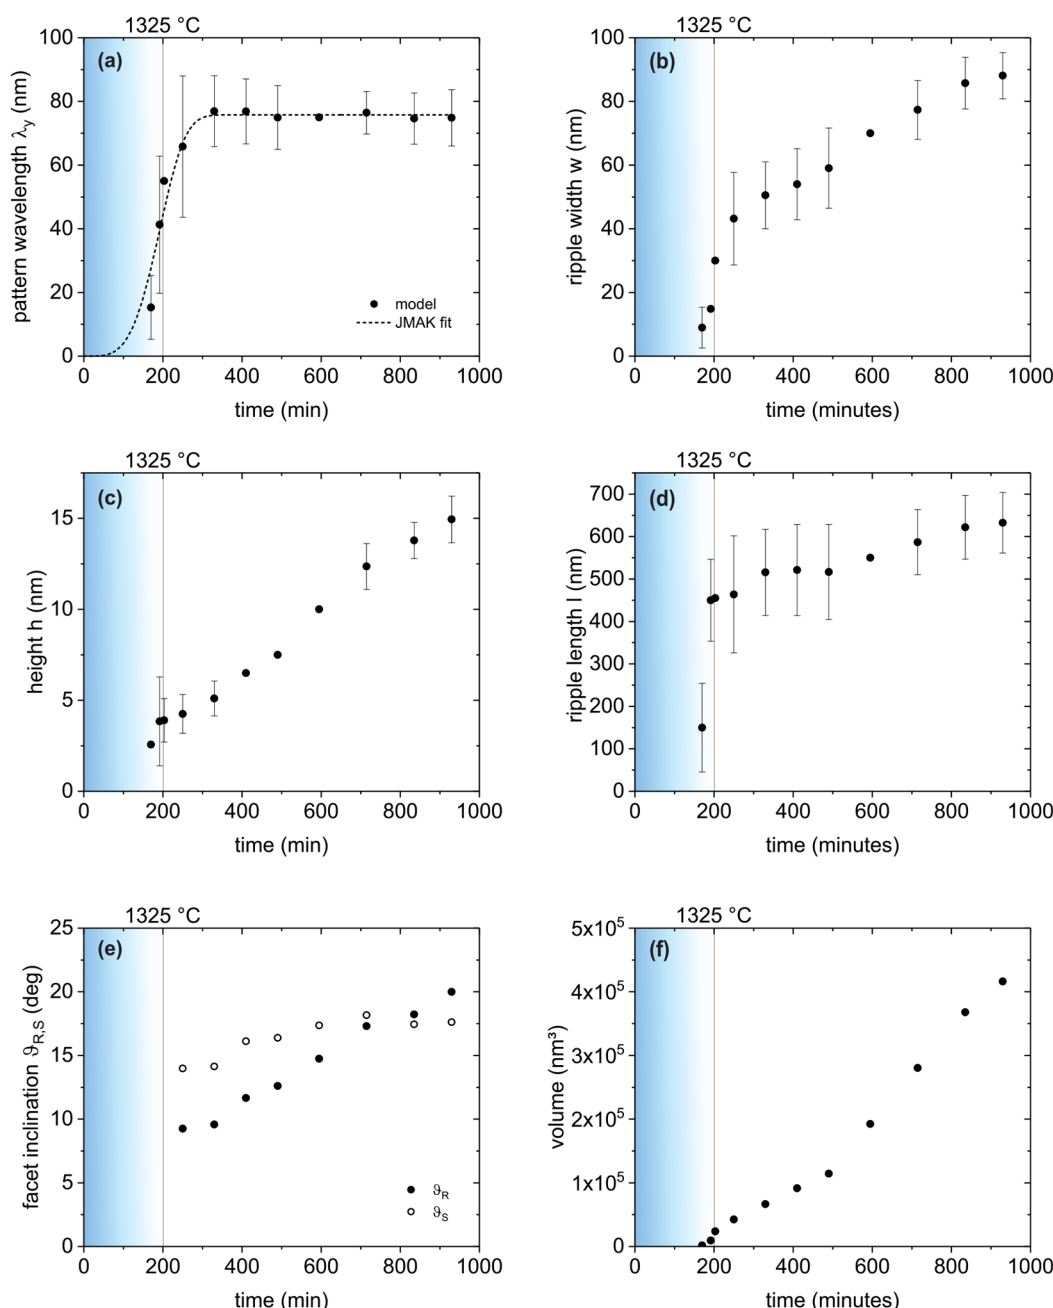 1325 °C
(a)
pattern wavelength λy (nm)
100
80
60
40
20
0
model
JMAK fit
0 200 400 600 800 1000
time (min)
1325 °C
(b)
ripple width w (nm)
100
80
60
40
20
0
0 200 400 600 800 1000
time (minutes)
1325 °C
(c)
height h (nm)
15
10
5
0
0 200 400 600 800 1000
time (min)
1325 °C
(d)
ripple length l (nm)
700
600
500
400
300
200
100
0
0 200 400 600 800 1000
time (minutes)
1325 °C
(e)
facet inclination ϑR,S (deg)
25
20
15
10
5
0
ϑR
ϑS
0 200 400 600 800 1000
time (min)
1325 °C
(f)
volume (nm³)
5x10⁵
4x10⁵
3x10⁵
2x10⁵
1x10⁵
0
0 200 400 600 800 1000
time (minutes)